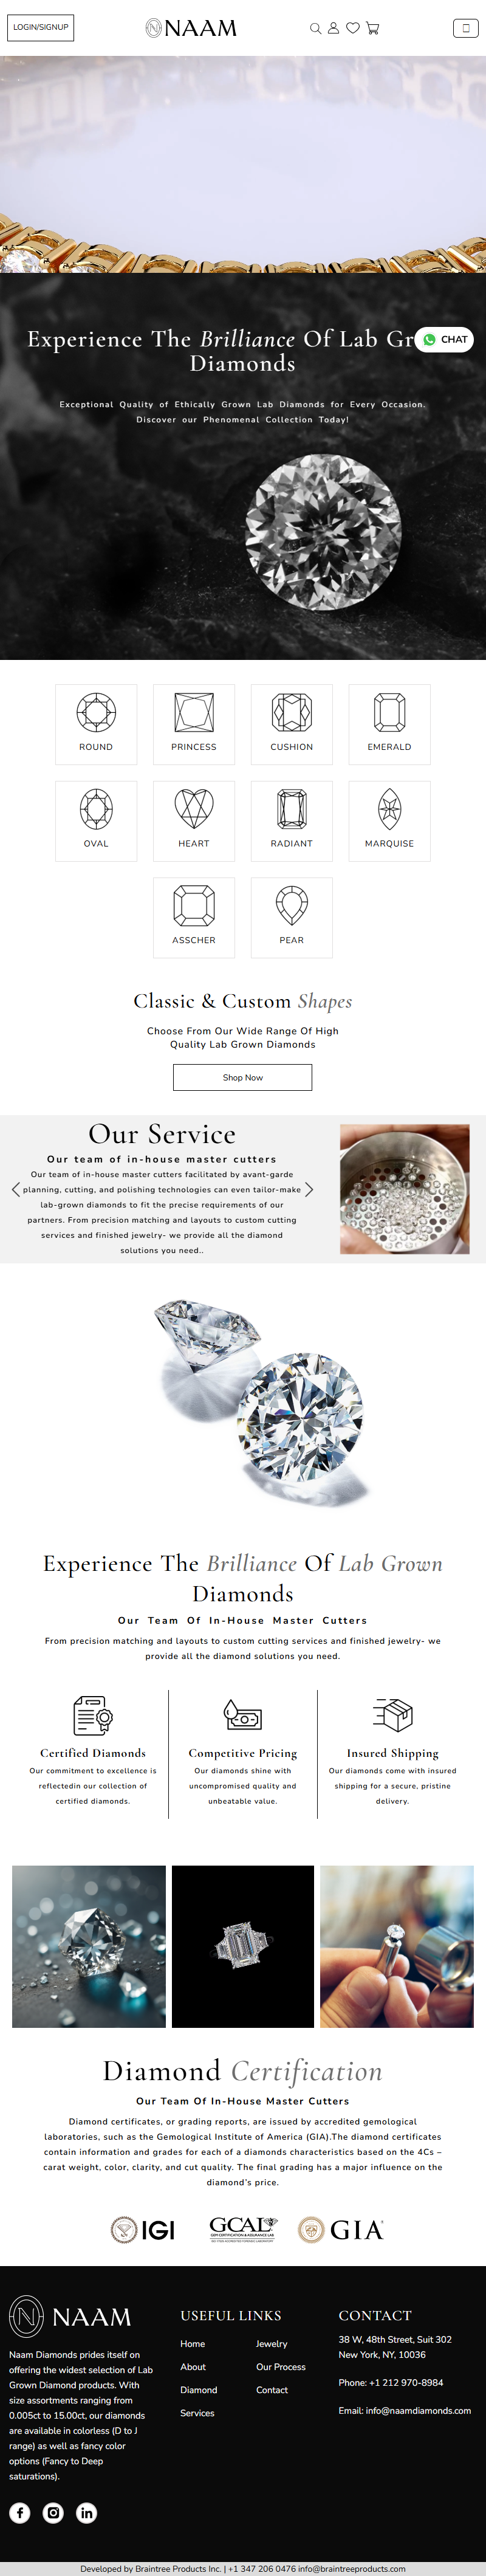 LOGIN/SIGNUP
NAAM
Experience The Brilliance Of Lab Gr
CHAT
Diamonds
Exceptional Quality of Ethically Grown Lab Diamonds for Every Occasion.
Discover our Phenomenal Collection Today!
ROUND
PRINCESS
CUSHION
EMERALD
OVAL
HEART
RADIANT
MARQUISE
ASSCHER
PEAR
Classic & Custom Shapes
Choose From Our Wide Range Of High
Quality Lab Grown Diamonds
Shop Now
Our Service
Our team of in-house master cutters
Our team of in-house master cutters facilitated by avant-garde
planning, cutting, and polishing technologies can even tailor-make
lab-grown diamonds to fit the precise requirements of our
partners. From precision matching and layouts to custom cutting
services and finished jewelry- we provide all the diamond
solutions you need..
Experience The Brilliance Of Lab Grown
Diamonds
Our Team Of In-House Master Cutters
From precision matching and layouts to custom cutting services and finished jewelry- we
provide all the diamond solutions you need.
Certified Diamonds
Our commitment to excellence is
reflectedin our collection of
certified diamonds.
Competitive Pricing
Our diamonds shine with
uncompromised quality and
unbeatable value.
Insured Shipping
Our diamonds come with insured
shipping for a secure, pristine
delivery.
Diamond Certification
Our Team Of In-House Master Cutters
Diamond certificates, or grading reports, are issued by accredited gemological
laboratories, such as the Gemological Institute of America (GIA).The diamond certificates
contain information and grades for each of a diamonds characteristics based on the 4Cs –
carat weight, color, clarity, and cut quality. The final grading has a major influence on the
diamond's price.
IGI
GCAL
GEM CERTIFICATION & ASSURANCE LAB
GIA
NAAM
Naam Diamonds prides itself on
offering the widest selection of Lab
Grown Diamond products. With
size assortments ranging from
0.005ct to 15.00ct, our diamonds
are available in colorless (D to J
range) as well as fancy color
options (Fancy to Deep
saturations).
USEFUL LINKS
Home
Jewelry
About
Our Process
Diamond
Contact
Services
CONTACT
38 W, 48th Street, Suit 302
New York, NY, 10036
Phone: +1 212 970-8984
Email: info@naamdiamonds.com
Developed by Braintree Products Inc. | +1 347 206 0476 info@braintreeproducts.com